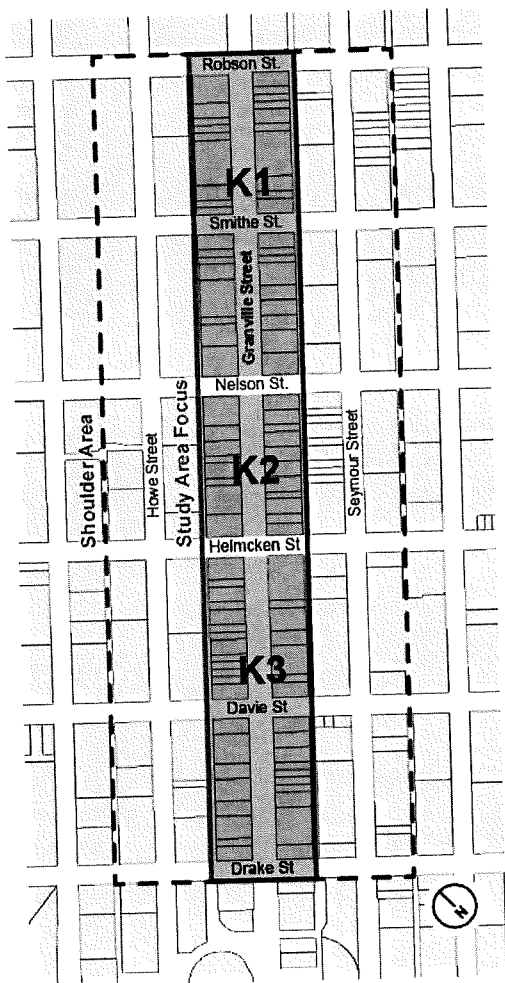 Robson St.
K1
Smithe St.
Granville Street
Nelson St.
Shoulder Area
Howe Street
Study Area Focus
K2
Seymour Street
Helmcken St
K3
Davie St
Drake St
N